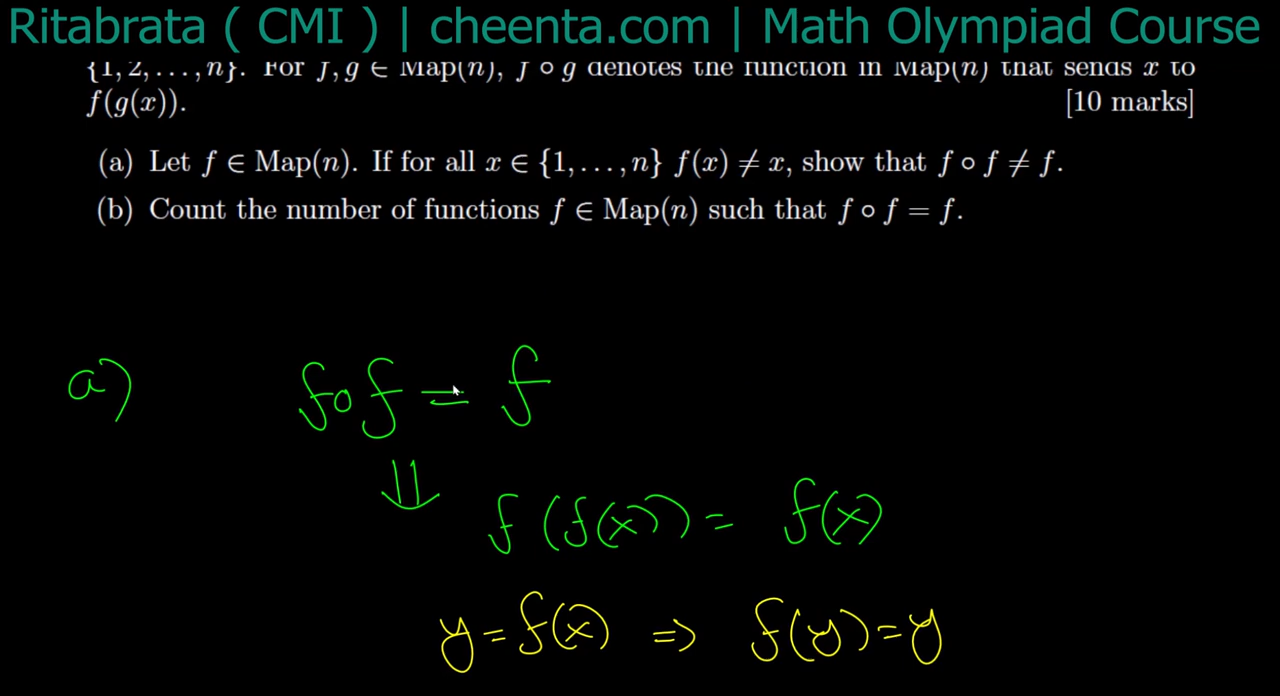 Ritabrata ( CMI ) | cheenta.com | Math Olympiad Course
{1, 2, . . . , n}. For f, g ∈ Map(n), f ∘ g denotes the function in Map(n) that sends x to
f(g(x)). [10 marks]
(a) Let f ∈ Map(n). If for all x ∈ {1, . . . , n} f(x) ≠ x, show that f ∘ f ≠ f.
(b) Count the number of functions f ∈ Map(n) such that f ∘ f = f.
a) f∘f = f
⇓ f(f(x)) = f(x)
y = f(x) ⇒ f(y) = y